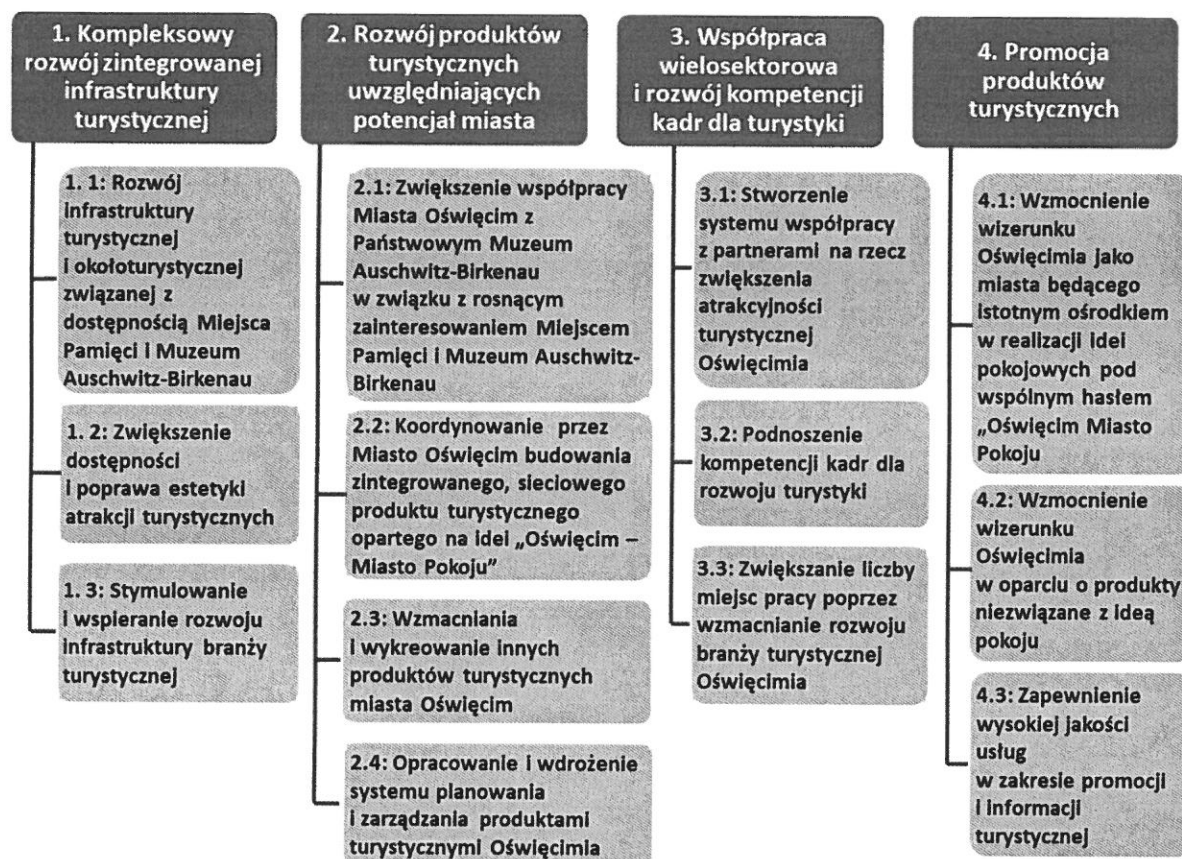 1. Kompleksowy
rozwój zintegrowanej
infrastruktury
turystycznej
1. 1: Rozwój
infrastruktury
turystycznej
i okołoturystycznej
związanej z
dostępnością Miejsca
Pamięci i Muzeum
Auschwitz-Birkenau
1. 2: Zwiększenie
dostępności
i poprawa estetyki
atrakcji turystycznych
1. 3: Stymulowanie
i wspieranie rozwoju
infrastruktury branży
turystycznej
2. Rozwój produktów
turystycznych
uwzględniających
potencjał miasta
2.1: Zwiększenie współpracy
Miasta Oświęcim z
Państwowym Muzeum
Auschwitz-Birkenau
w związku z rosnącym
zainteresowaniem Miejscem
Pamięci i Muzeum Auschwitz-
Birkenau
2.2: Koordynowanie przez
Miasto Oświęcim budowania
zintegrowanego, sieciowego
produktu turystycznego
opartego na idei „Oświęcim –
Miasto Pokoju”
2.3: Wzmacniania
i wykreowanie innych
produktów turystycznych
miasta Oświęcim
2.4: Opracowanie i wdrożenie
systemu planowania
i zarządzania produktami
turystycznymi Oświęcimia
3. Współpraca
wielosektorowa
i rozwój kompetencji
kadr dla turystyki
3.1: Stworzenie
systemu współpracy
z partnerami na rzecz
zwiększenia
atrakcyjności
turystycznej
Oświęcimia
3.2: Podnoszenie
kompetencji kadr dla
rozwoju turystyki
3.3: Zwiększanie liczby
miejsc pracy poprzez
wzmacnianie rozwoju
branży turystycznej
Oświęcimia
4. Promocja
produktów
turystycznych
4.1: Wzmocnienie
wizerunku
Oświęcimia jako
miasta będącego
istotnym ośrodkiem
w realizacji idei
pokojowych pod
wspólnym hasłem
„Oświęcim Miasto
Pokoju
4.2: Wzmocnienie
wizerunku
Oświęcimia
w oparciu o produkty
niezwiązane z ideą
pokoju
4.3: Zapewnienie
wysokiej jakości
usług
w zakresie promocji
i informacji
turystycznej